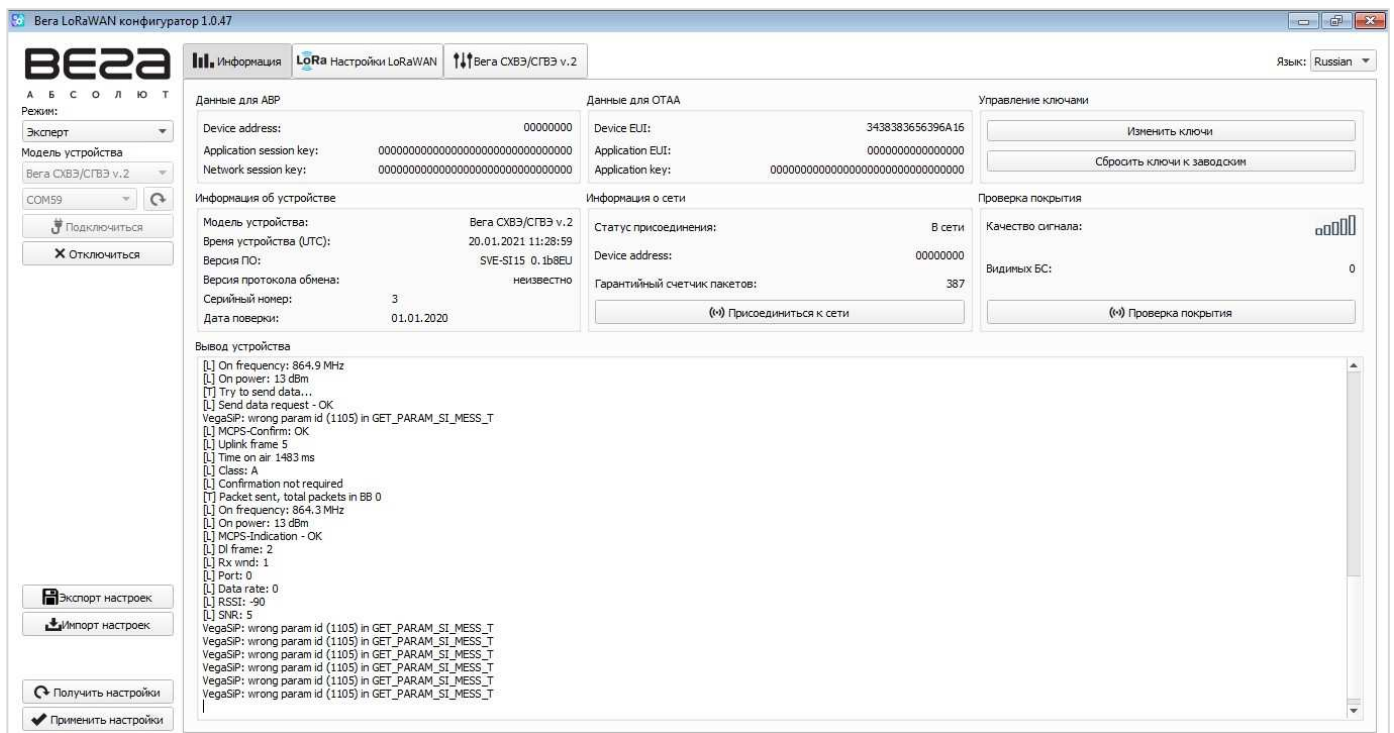 Вега LoRaWAN конфигуратор 1.0.47
ВЕГА
АБСОЛЮТ
Режим:
Эксперт
Модель устройства
Вега СХВЭ/СГВЭ v.2
COM59
Подключиться
Отключиться
Экспорт настроек
Импорт настроек
Получить настройки
Применить настройки
Информация LoRa Настройки LoRaWAN Вега СХВЭ/СГВЭ v.2 Язык: Russian
Данные для ABP
Device address: 00000000
Application session key: 00000000000000000000000000000000
Network session key: 00000000000000000000000000000000
Данные для OTAA
Device EUI: 3438383656396A16
Application EUI: 0000000000000000
Application key: 00000000000000000000000000000000
Управление ключами
Изменить ключи
Сбросить ключи к заводским
Информация об устройстве
Модель устройства: Вега СХВЭ/СГВЭ v.2
Время устройства (UTC): 20.01.2021 11:28:59
Версия ПО: SVE-SI15 0.1b8EU
Версия протокола обмена: неизвестно
Серийный номер: 3
Дата поверки: 01.01.2020
Информация о сети
Статус присоединения: В сети
Device address: 00000000
Гарантийный счетчик пакетов: 387
Присоединиться к сети
Проверка покрытия
Качество сигнала:
Видимых БС: 0
Проверка покрытия
Вывод устройства
[L] On frequency: 864.9 MHz
[L] On power: 13 dBm
[T] Try to send data...
[L] Send data request - OK
VegaSiP: wrong param id (1105) in GET_PARAM_SI_MESS_T
[L] MCPS-Confirm: OK
[L] Uplink frame 5
[L] Time on air 1483 ms
[L] Class: A
[L] Confirmation not required
[T] Packet sent, total packets in BB 0
[L] On frequency: 864.3 MHz
[L] On power: 13 dBm
[L] MCPS-Indication - OK
[L] Dl frame: 2
[L] Rx wnd: 1
[L] Port: 0
[L] Data rate: 0
[L] RSSI: -90
[L] SNR: 5
VegaSiP: wrong param id (1105) in GET_PARAM_SI_MESS_T
VegaSiP: wrong param id (1105) in GET_PARAM_SI_MESS_T
VegaSiP: wrong param id (1105) in GET_PARAM_SI_MESS_T
VegaSiP: wrong param id (1105) in GET_PARAM_SI_MESS_T
VegaSiP: wrong param id (1105) in GET_PARAM_SI_MESS_T
VegaSiP: wrong param id (1105) in GET_PARAM_SI_MESS_T